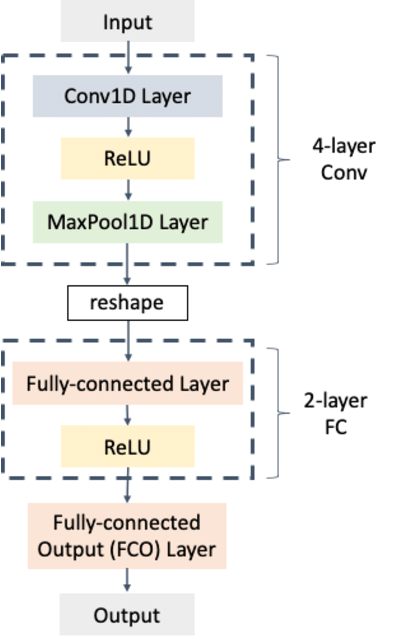 Input
Conv1D Layer
ReLU
MaxPool1D Layer
4-layer
Conv
reshape
Fully-connected Layer
ReLU
2-layer
FC
Fully-connected
Output (FCO) Layer
Output